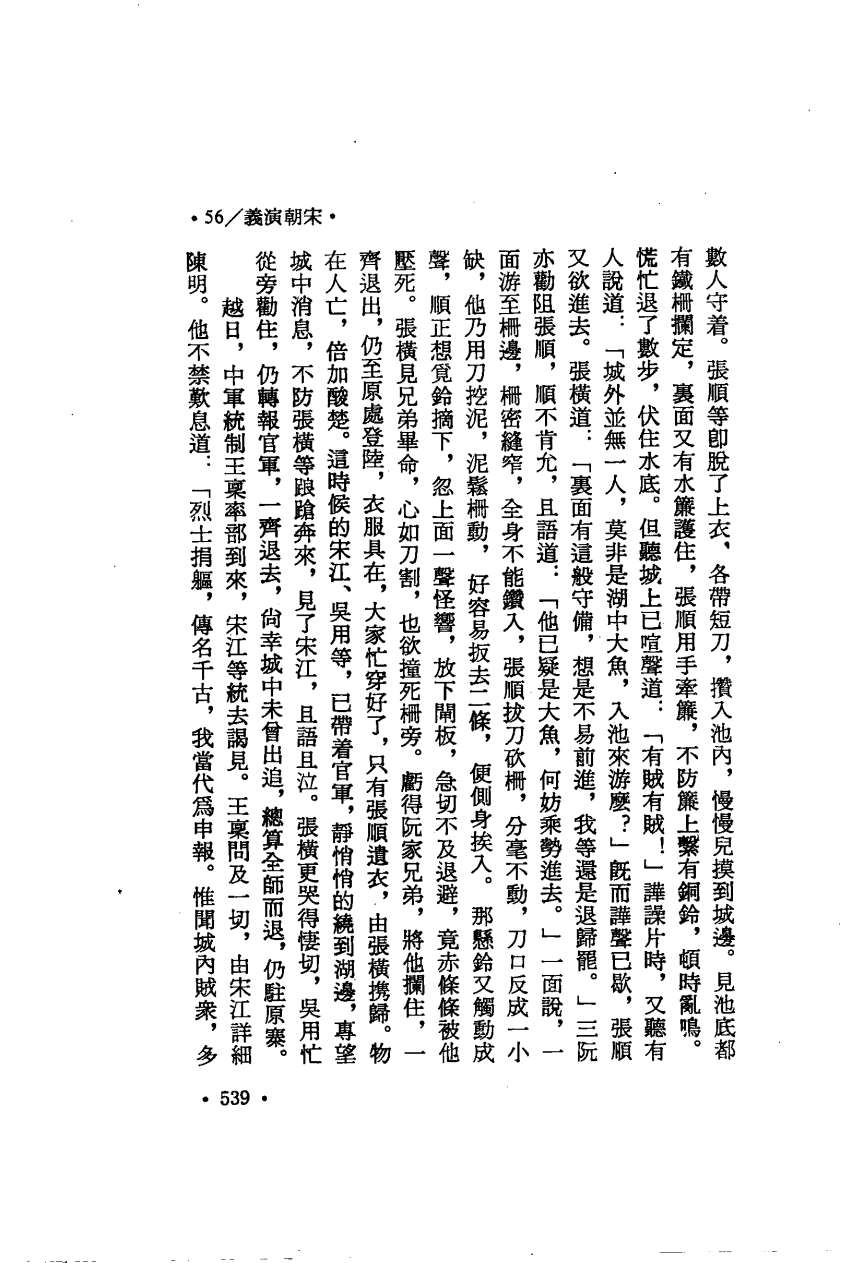 •56／義演朝宋•
數人守着。張順等卽脫了上衣、各帶短刀，攢入池內，慢慢兒摸到城邊。見池底都
有鐵柵攔定，裏面又有水簾護住，張順用手牽簾，不防簾上繫有銅鈴，頓時亂鳴。
慌忙退了數步，伏住水底。但聽城上已喧聲道：「有賊有賊！」譁譟片時，又聽有
人說道：「城外並無一人，莫非是湖中大魚，入池來游麼？」旣而譁聲已歇，張順
又欲進去。張橫道：「裏面有這般守備，想是不易前進，我等還是退歸罷。」三阮
亦勸阻張順，順不肯允，且語道：「他已疑是大魚，何妨乘勢進去。」一面說，一
面游至柵邊，柵密縫窄，全身不能鑽入，張順拔刀砍柵，分毫不動，刀口反成一小
缺，他乃用刀挖泥，泥鬆柵動，好容易扳去二條，便側身挨入。那懸鈴又觸動成
聲，順正想覓鈴摘下，忽上面一聲怪響，放下閘板，急切不及退避，竟赤條條被他
壓死。張橫見兄弟畢命，心如刀割，也欲撞死柵旁。虧得阮家兄弟，將他攔住，一
齊退出，仍至原處登陸，衣服具在，大家忙穿好了，只有張順遺衣，由張橫攜歸。物
在人亡，倍加酸楚。這時候的宋江、吳用等，已帶着官軍，靜悄悄的繞到湖邊，專望
城中消息，不防張橫等踉蹌奔來，見了宋江，且語且泣。張橫更哭得悽切，吳用忙
從旁勸住，仍轉報官軍，一齊退去，尙幸城中未曾出追，總算全師而退，仍駐原寨。
越日，中軍統制王稟率部到來，宋江等統去謁見。王稟問及一切，由宋江詳細
陳明。他不禁歎息道：「烈士捐軀，傳名千古，我當代爲申報。惟聞城內賊衆，多
•539•